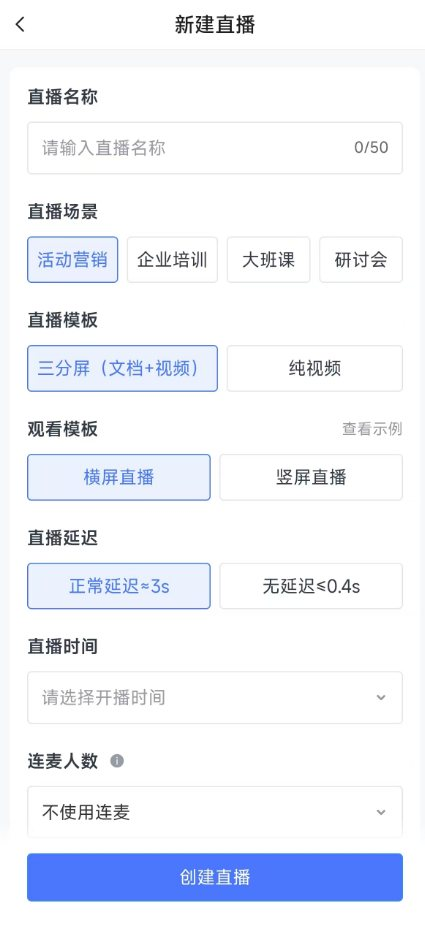 新建直播
直播名称
请输入直播名称 0/50
直播场景
活动营销 企业培训 大班课 研讨会
直播模板
三分屏（文档+视频） 纯视频
观看模板 查看示例
横屏直播 竖屏直播
直播延迟
正常延迟≈3s 无延迟≤0.4s
直播时间
请选择开播时间
连麦人数
不使用连麦
创建直播